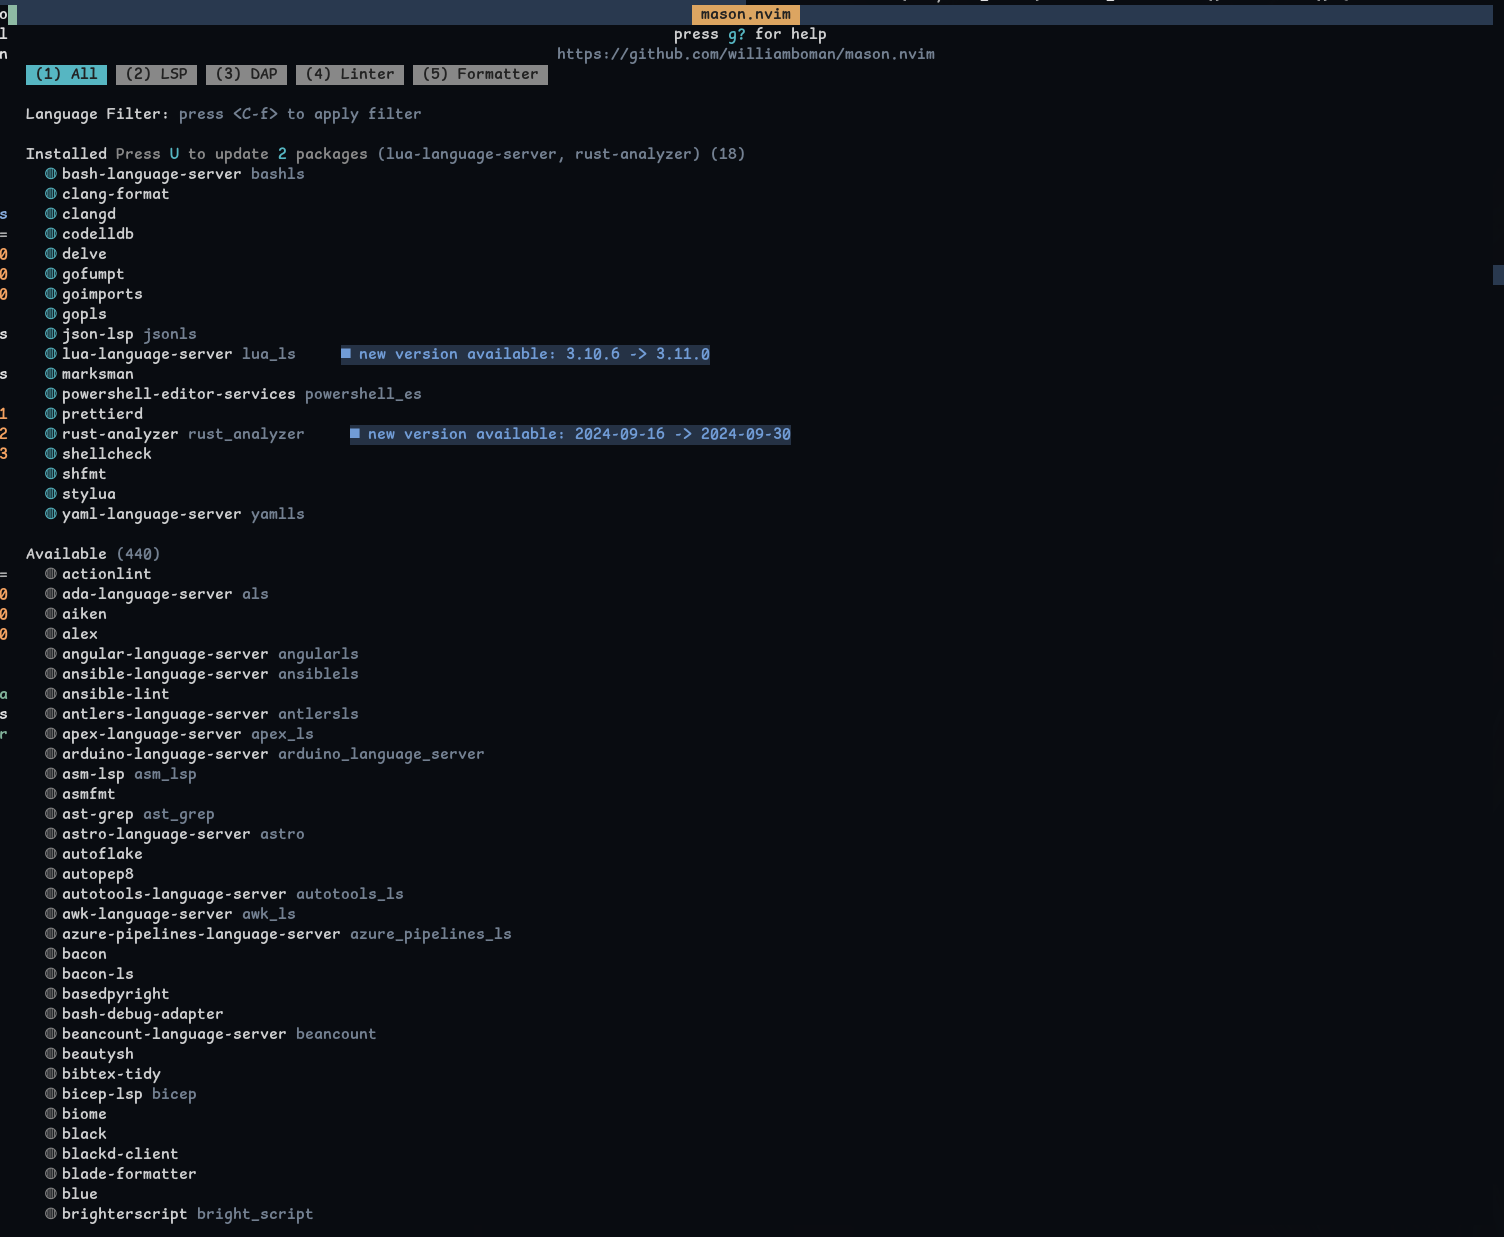 mason.nvim
press g? for help
https://github.com/williamboman/mason.nvim
(1) All (2) LSP (3) DAP (4) Linter (5) Formatter
Language Filter: press <C-f> to apply filter
Installed Press U to update 2 packages (lua-language-server, rust-analyzer) (18)
bash-language-server bashls
clang-format
clangd
codelldb
delve
gofumpt
goimports
gopls
json-lsp jsonls
lua-language-server lua_ls ■ new version available: 3.10.6 -> 3.11.0
marksman
powershell-editor-services powershell_es
prettierd
rust-analyzer rust_analyzer ■ new version available: 2024-09-16 -> 2024-09-30
shellcheck
shfmt
stylua
yaml-language-server yamlls
Available (440)
actionlint
ada-language-server als
aiken
alex
angular-language-server angularls
ansible-language-server ansiblels
ansible-lint
antlers-language-server antlersls
apex-language-server apex_ls
arduino-language-server arduino_language_server
asm-lsp asm_lsp
asmfmt
ast-grep ast_grep
astro-language-server astro
autoflake
autopep8
autotools-language-server autotools_ls
awk-language-server awk_ls
azure-pipelines-language-server azure_pipelines_ls
bacon
bacon-ls
basedpyright
bash-debug-adapter
beancount-language-server beancount
beautysh
bibtex-tidy
bicep-lsp bicep
biome
black
blackd-client
blade-formatter
blue
brighterscript bright_script